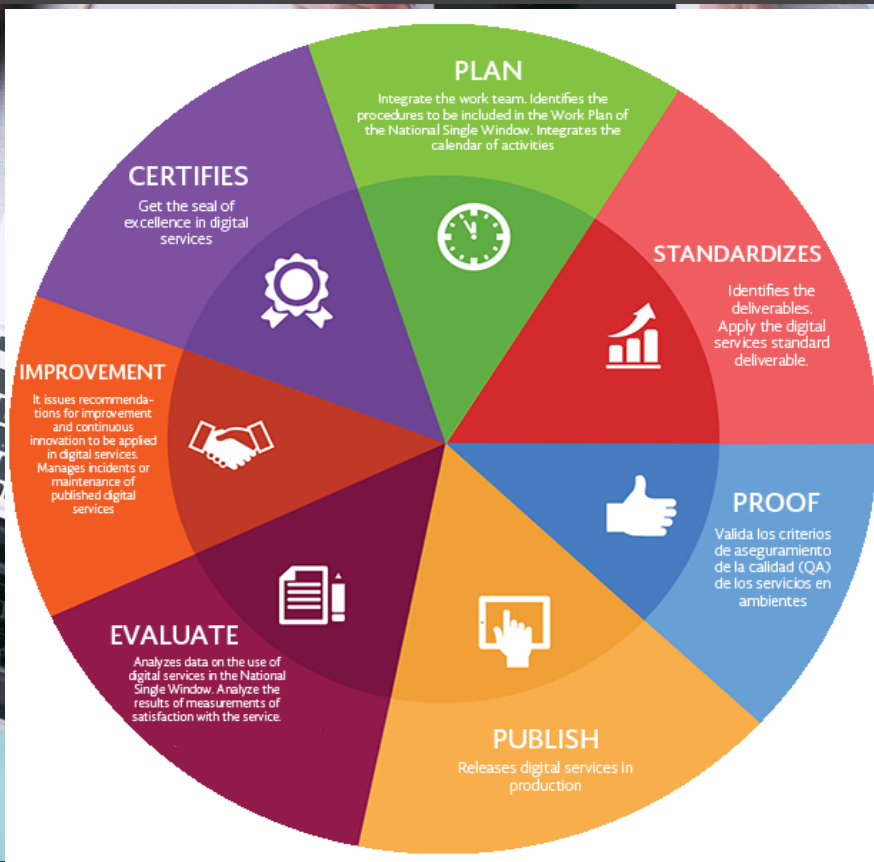 PLAN
Integrate the work team. Identifies the
procedures to be included in the Work Plan of
the National Single Window. Integrates the
calendar of activities
STANDARDIZES
Identifies the
deliverables.
Apply the digital
services standard
deliverable.
PROOF
Valida los criterios
de aseguramiento
de la calidad (QA)
de los servicios en
ambientes
PUBLISH
Releases digital services in
production
EVALUATE
Analyzes data on the use of
digital services in the National
Single Window. Analyze the
results of measurements of
satisfaction with the service.
IMPROVEMENT
It issues recommenda-
tions for improvement
and continuous
innovation to be applied
in digital services.
Manages incidents or
maintenance of
published digital
services
CERTIFIES
Get the seal of
excellence in digital
services